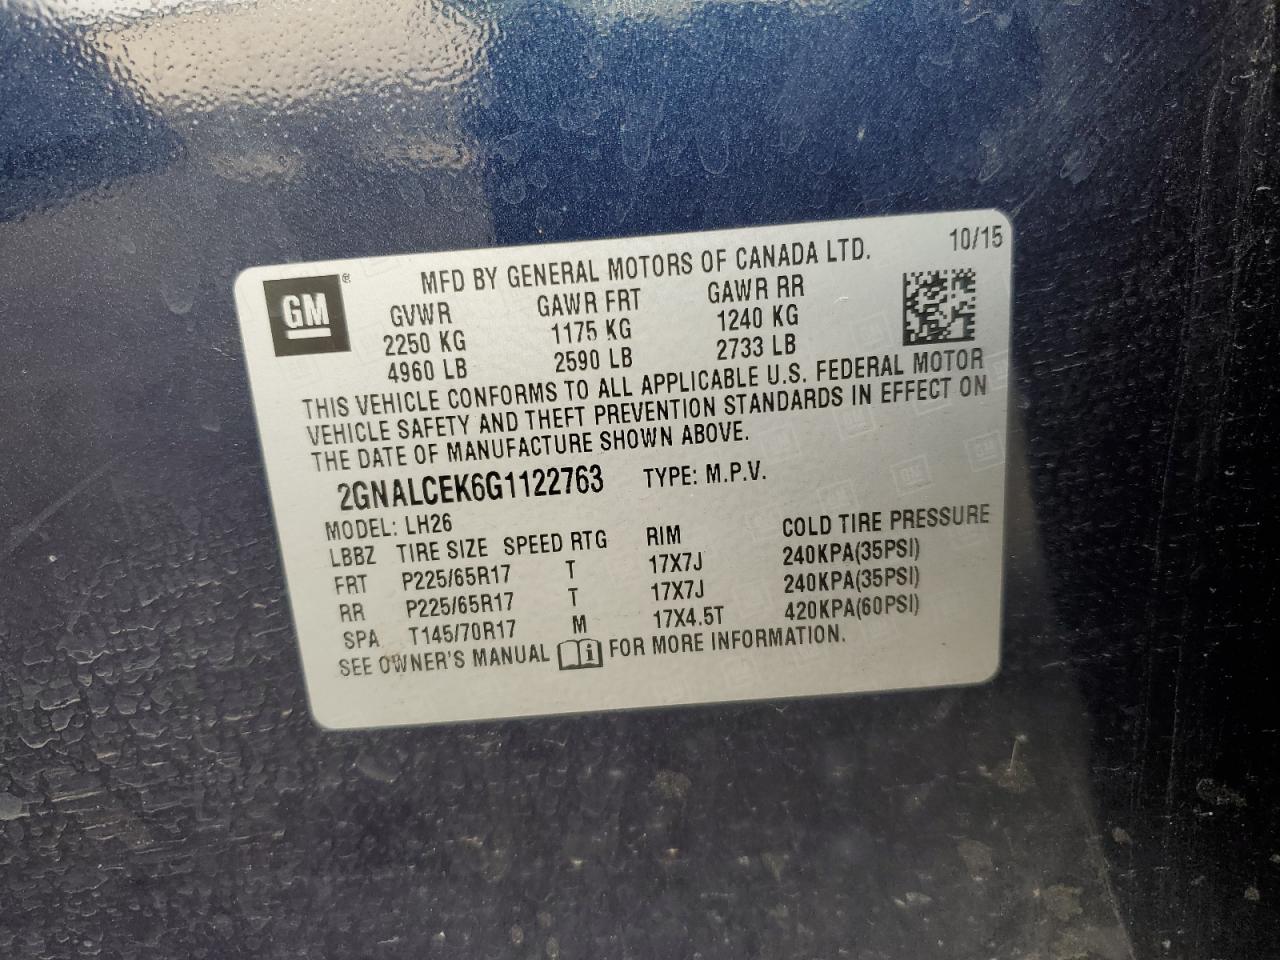 GM ®
MFD BY GENERAL MOTORS OF CANADA LTD. 10/15
GVWR GAWR FRT GAWR RR
2250 KG 1175 KG 1240 KG
4960 LB 2590 LB 2733 LB
THIS VEHICLE CONFORMS TO ALL APPLICABLE U.S. FEDERAL MOTOR
VEHICLE SAFETY AND THEFT PREVENTION STANDARDS IN EFFECT ON
THE DATE OF MANUFACTURE SHOWN ABOVE.
2GNALCEK6G1122763 TYPE: M.P.V.
MODEL: LH26
LBBZ TIRE SIZE SPEED RTG RIM COLD TIRE PRESSURE
FRT P225/65R17 T 17X7J 240KPA(35PSI)
RR P225/65R17 T 17X7J 240KPA(35PSI)
SPA T145/70R17 M 17X4.5T 420KPA(60PSI)
SEE OWNER'S MANUAL i FOR MORE INFORMATION.